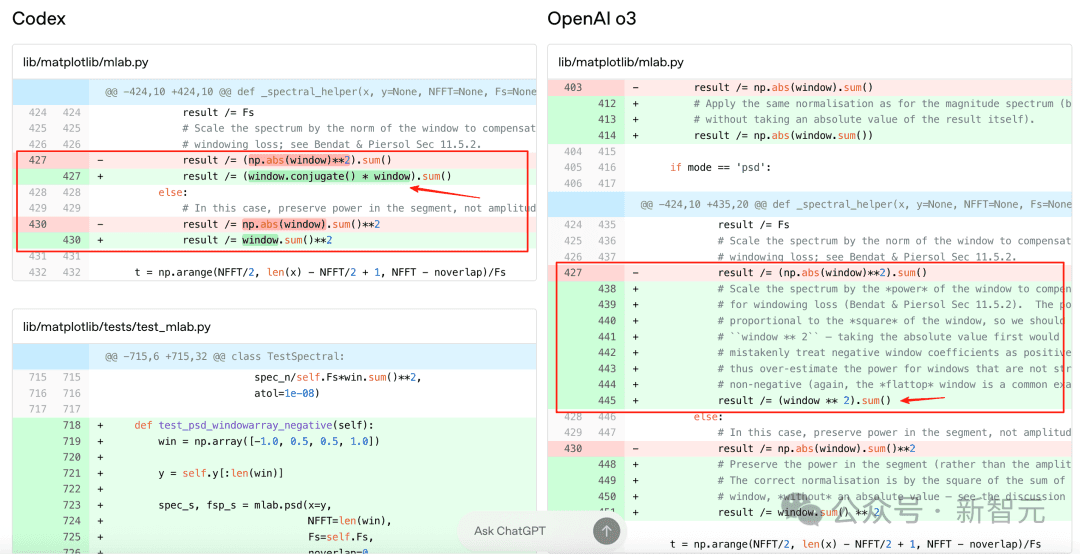 Codex
lib/matplotlib/mlab.py
@@ -424,10 +424,10 @@ def _spectral_helper(x, y=None, NFFT=None, Fs=None
424 424 result /= Fs
425 425 # Scale the spectrum by the norm of the window to compensat
426 426 # windowing loss; see Bendat & Piersol Sec 11.5.2.
427 - result /= (np.abs(window)**2).sum()
427 + result /= (window.conjugate() * window).sum()
428 428 else:
429 429 # In this case, preserve power in the segment, not amplitud
430 - result /= np.abs(window).sum()**2
430 + result /= window.sum()**2
431 431
432 432 t = np.arange(NFFT/2, len(x) - NFFT/2 + 1, NFFT - noverlap)/Fs
lib/matplotlib/tests/test_mlab.py
@@ -715,6 +715,32 @@ class TestSpectral:
715 715 spec_n/self.Fs*win.sum()**2,
716 716 atol=1e-08)
717 717
718 + def test_psd_windowarray_negative(self):
719 + win = np.array([-1.0, 0.5, 0.5, 1.0])
720 +
721 + y = self.y[:len(win)]
722 +
723 + spec_s, fsp_s = mlab.psd(x=y,
724 + NFFT=len(win),
725 + Fs=self.Fs,
726 + noverlap=0
OpenAI o3
lib/matplotlib/mlab.py
403 - result /= np.abs(window).sum()
412 + # Apply the same normalisation as for the magnitude spectrum (b
413 + # without taking an absolute value of the result itself).
414 + result /= np.abs(window.sum())
404 415
405 416 if mode == 'psd':
406 417
@@ -424,10 +435,20 @@ def _spectral_helper(x, y=None, NFFT=None
424 435 result /= Fs
425 436 # Scale the spectrum by the norm of the window to compensat
426 437 # windowing loss; see Bendat & Piersol Sec 11.5.2.
427 - result /= (np.abs(window)**2).sum()
438 + # Scale the spectrum by the *power* of the window to compen
439 + # for windowing loss (Bendat & Piersol Sec 11.5.2). The po
440 + # proportional to the *square* of the window, so we should
441 + # ``window ** 2`` – taking the absolute value first would
442 + # mistakenly treat negative window coefficients as positive
443 + # thus over-estimate the power for windows that are not str
444 + # non-negative (again, the *flattop* window is a common exa
445 + result /= (window ** 2).sum()
428 446 else:
429 447 # In this case, preserve power in the segment, not amplitud
430 - result /= np.abs(window).sum()**2
448 + # Preserve the power in the segment (rather than the amplit
449 + # The correct normalisation is by the square of the sum of
450 + # window, *without* an absolute value – see the discussion
451 + result /= window.sum() ** 2
t = np.arange(NFFT/2, len(x) - NFFT/2 + 1, NFFT - noverlap)/Fs
Ask ChatGPT
公众号 · 新智元